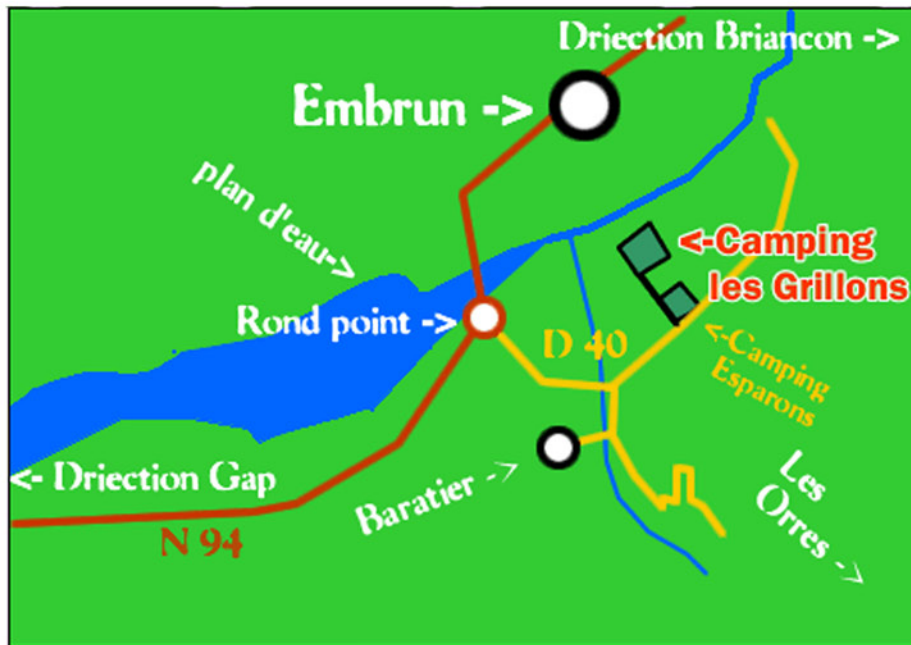 Driection Briancon ->
Embrun ->
plan d'eau->
<-Camping
les Grillons
Rond point ->
D 40
<-Camping
Esparons
<- Driection Gap
Baratier ->
Les
Orres ->
N 94